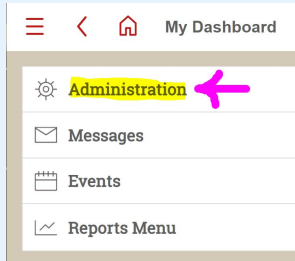 My Dashboard
Administration
Messages
Events
Reports Menu